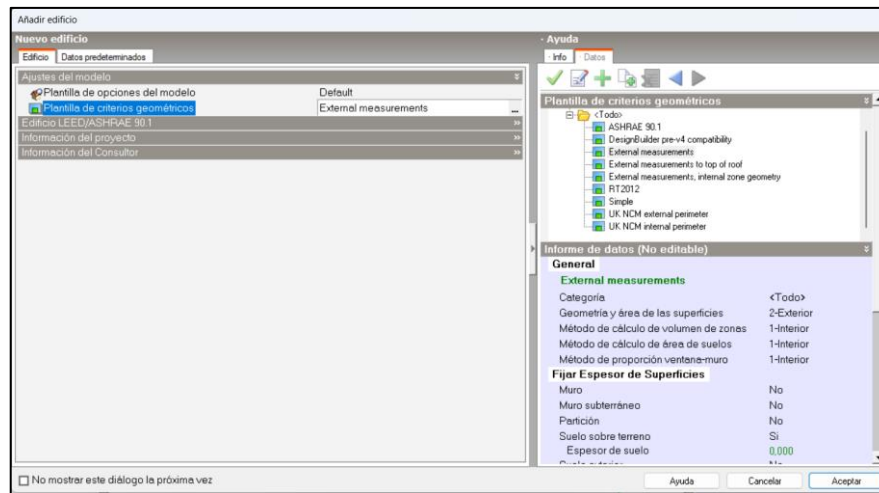 Añadir edificio
Nuevo edificio
Edificio Datos predeterminados
Ajustes del modelo
Plantilla de opciones del modelo Default
Plantilla de criterios geométricos External measurements ...
Edificio LEED/ASHRAE 90.1
Información del proyecto
Información del Consultor
No mostrar este diálogo la próxima vez
- Ayuda
Info Datos
Plantilla de criterios geométricos
<Todo>
ASHRAE 90.1
DesignBuilder pre-v4 compatibility
External measurements
External measurements to top of roof
External measurements, internal zone geometry
RT2012
Simple
UK NCM external perimeter
UK NCM internal perimeter
Informe de datos (No editable)
General
External measurements
Categoría <Todo>
Geometría y área de las superficies 2-Exterior
Método de cálculo de volumen de zonas 1-Interior
Método de cálculo de área de suelos 1-Interior
Método de proporción ventana-muro 1-Interior
Fijar Espesor de Superficies
Muro No
Muro subterráneo No
Partición No
Suelo sobre terreno Si
Espesor de suelo 0,000
Ayuda Cancelar Aceptar